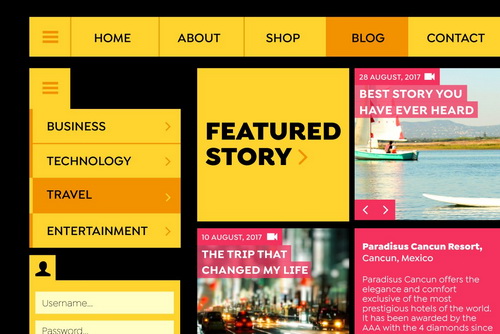 HOME
ABOUT
SHOP
BLOG
CONTACT
BUSINESS
TECHNOLOGY
TRAVEL
ENTERTAINMENT
Username...
Password...
FEATURED
STORY
28 AUGUST, 2017
BEST STORY YOU
HAVE EVER HEARD
10 AUGUST, 2017
THE TRIP THAT
CHANGED MY LIFE
Paradisus Cancun Resort,
Cancun, Mexico
Paradisus Cancun offers the
elegance and comfort
exclusive of the most
prestigious hotels of the world.
It has been awarded by the
AAA with the 4 diamonds since